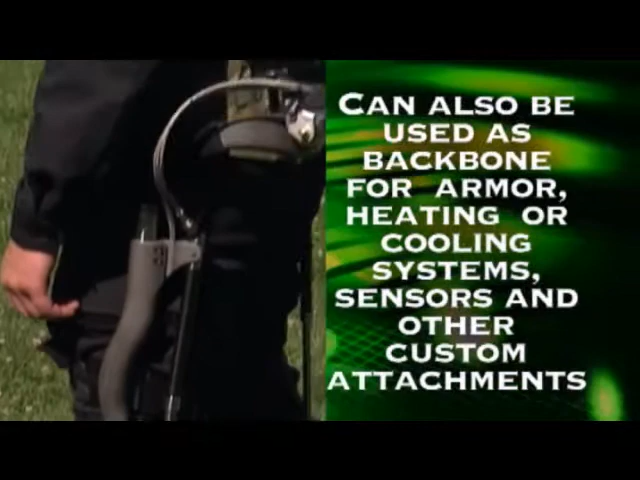 CAN ALSO BE
USED AS
BACKBONE
FOR ARMOR,
HEATING OR
COOLING
SYSTEMS,
SENSORS AND
OTHER
CUSTOM
ATTACHMENTS